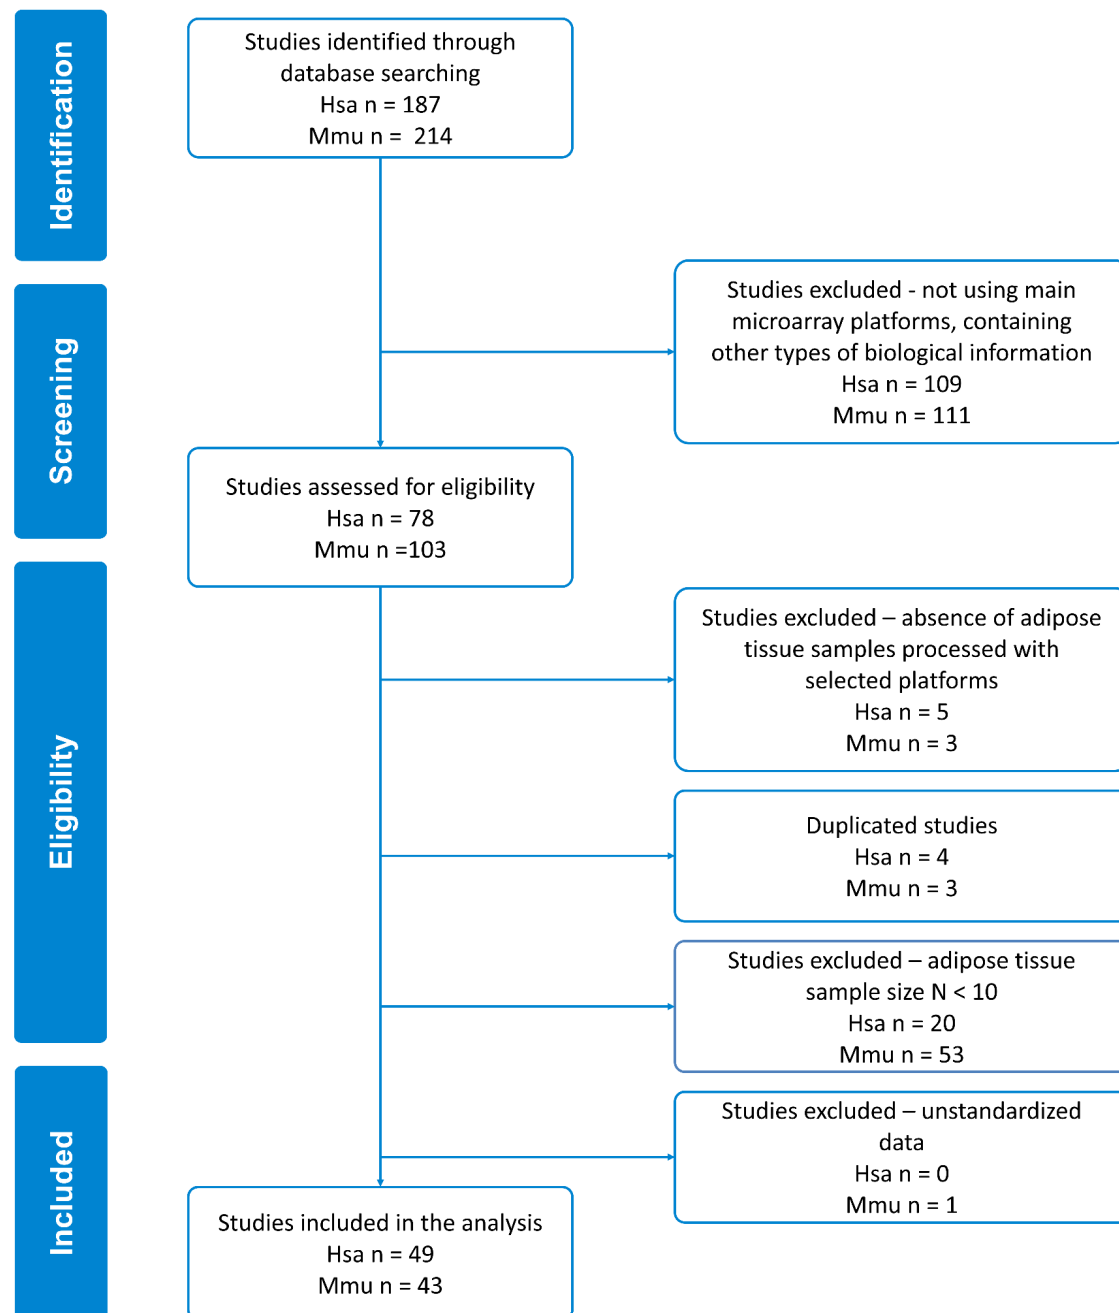 Identification
Studies identified through
database searching
Hsa n = 187
Mmu n = 214
Screening
Studies excluded - not using main
microarray platforms, containing
other types of biological information
Hsa n = 109
Mmu n = 111
Studies assessed for eligibility
Hsa n = 78
Mmu n =103
Eligibility
Studies excluded – absence of adipose
tissue samples processed with
selected platforms
Hsa n = 5
Mmu n = 3
Duplicated studies
Hsa n = 4
Mmu n = 3
Studies excluded – adipose tissue
sample size N < 10
Hsa n = 20
Mmu n = 53
Included
Studies excluded – unstandardized
data
Hsa n = 0
Mmu n = 1
Studies included in the analysis
Hsa n = 49
Mmu n = 43